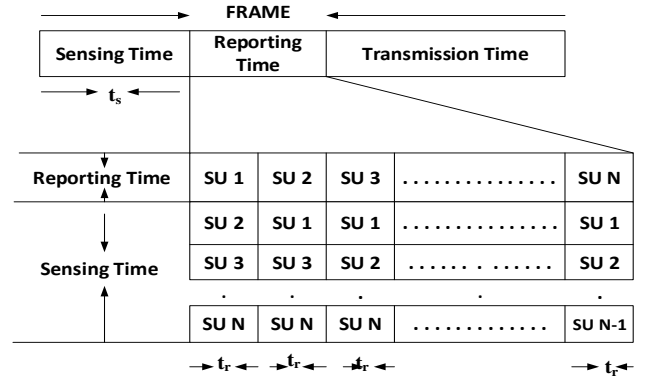 FRAME
Sensing Time
Reporting Time
Transmission Time
ts
Reporting Time SU 1 SU 2 SU 3 ............... SU N
SU 2 SU 1 SU 1 .............. SU 1
Sensing Time
SU 3 SU 3 SU 2 ....... ....... SU 2
. . . . .
SU N SU N SU N ............. SU N-1
tr tr tr tr